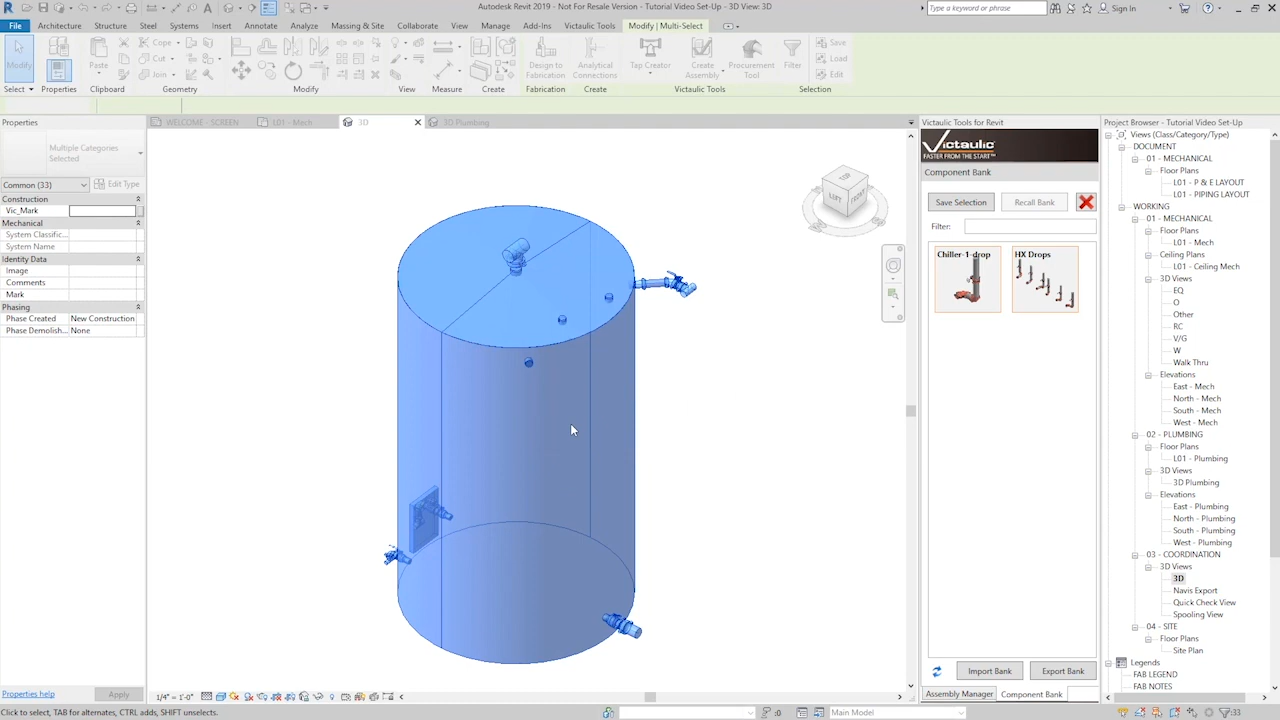 Autodesk Revit 2019 - Not For Resale Version - Tutorial Video Set-Up - 3D View: 3D
Type a keyword or phrase
Sign In
File Architecture Structure Steel Systems Insert Annotate Analyze Massing & Site Collaborate View Manage Add-Ins Victaulic Tools Modify | Multi-Select
Modify
Paste
Cope
Cut
Join
Design to Fabrication
Analytical Connections
Tap Creator
Create Assembly
Procurement Tool
Filter
Save
Load
Edit
Select Properties Clipboard Geometry Modify View Measure Create Fabrication Create Victaulic Tools Selection
Properties
Multiple Categories Selected
Common (33)
Edit Type
Construction
Vic_Mark
Mechanical
System Classific...
System Name
Identity Data
Image
Comments
Mark
Phasing
Phase Created New Construction
Phase Demolish... None
Properties help
Apply
WELCOME - SCREEN
L01 - Mech
3D
3D Plumbing
UP
LEFT
FRONT
1/4" = 1'-0"
Victaulic Tools for Revit
Victaulic
FASTER FROM THE START™
Component Bank
Save Selection
Recall Bank
Filter:
Chiller-1-drop
HX Drops
Import Bank
Export Bank
Assembly Manager
Component Bank
Project Browser - Tutorial Video Set-Up
Views (Class/Category/Type)
DOCUMENT
01 - MECHANICAL
Floor Plans
L01 - P & E LAYOUT
L01 - PIPING LAYOUT
WORKING
01 - MECHANICAL
Floor Plans
L01 - Mech
Ceiling Plans
L01 - Ceiling Mech
3D Views
EQ
O
Other
RC
V/G
W
Walk Thru
Elevations
East - Mech
North - Mech
South - Mech
West - Mech
02 - PLUMBING
Floor Plans
L01 - Plumbing
3D Views
3D Plumbing
Elevations
East - Plumbing
North - Plumbing
South - Plumbing
West - Plumbing
03 - COORDINATION
3D Views
3D
Navis Export
Quick Check View
Spooling View
04 - SITE
Floor Plans
Site Plan
Legends
FAB LEGEND
FAB NOTES
Click to select, TAB for alternates, CTRL adds, SHIFT unselects.
:0
Main Model
:33